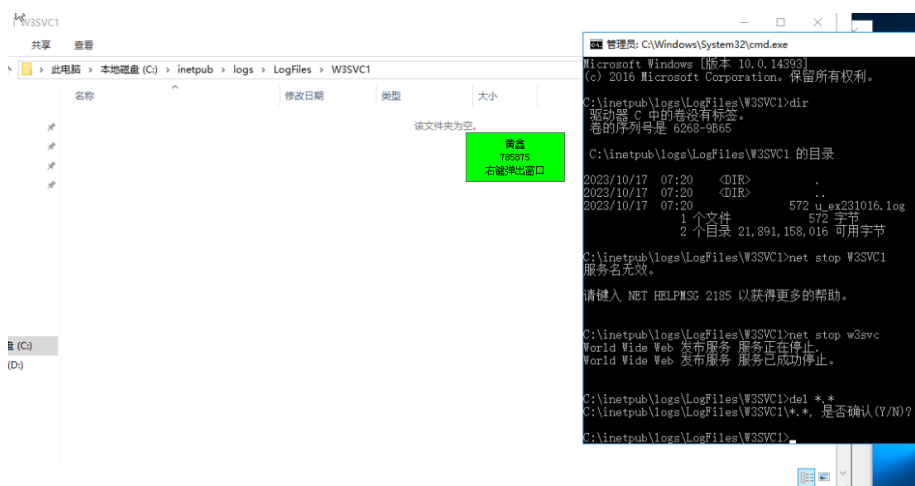 W3SVC1
共享 查看
此电脑 › 本地磁盘 (C:) › inetpub › logs › LogFiles › W3SVC1
名称 修改日期 类型 大小
该文件夹为空。
黄鑫
785875
右键弹出窗口
盘 (C:)
(D:)
管理员: C:\Windows\System32\cmd.exe
Microsoft Windows [版本 10.0.14393]
(c) 2016 Microsoft Corporation。保留所有权利。
C:\inetpub\logs\LogFiles\W3SVC1>dir
驱动器 C 中的卷没有标签。
卷的序列号是 6268-9B65
C:\inetpub\logs\LogFiles\W3SVC1 的目录
2023/10/17 07:20 <DIR> .
2023/10/17 07:20 <DIR> ..
2023/10/17 07:20 572 u_ex231016.log
1 个文件 572 字节
2 个目录 21,891,158,016 可用字节
C:\inetpub\logs\LogFiles\W3SVC1>net stop W3SVC1
服务名无效。
请键入 NET HELPMSG 2185 以获得更多的帮助。
C:\inetpub\logs\LogFiles\W3SVC1>net stop w3svc
World Wide Web 发布服务 服务正在停止.
World Wide Web 发布服务 服务已成功停止。
C:\inetpub\logs\LogFiles\W3SVC1>del *.*
C:\inetpub\logs\LogFiles\W3SVC1\*.*, 是否确认(Y/N)?
C:\inetpub\logs\LogFiles\W3SVC1>